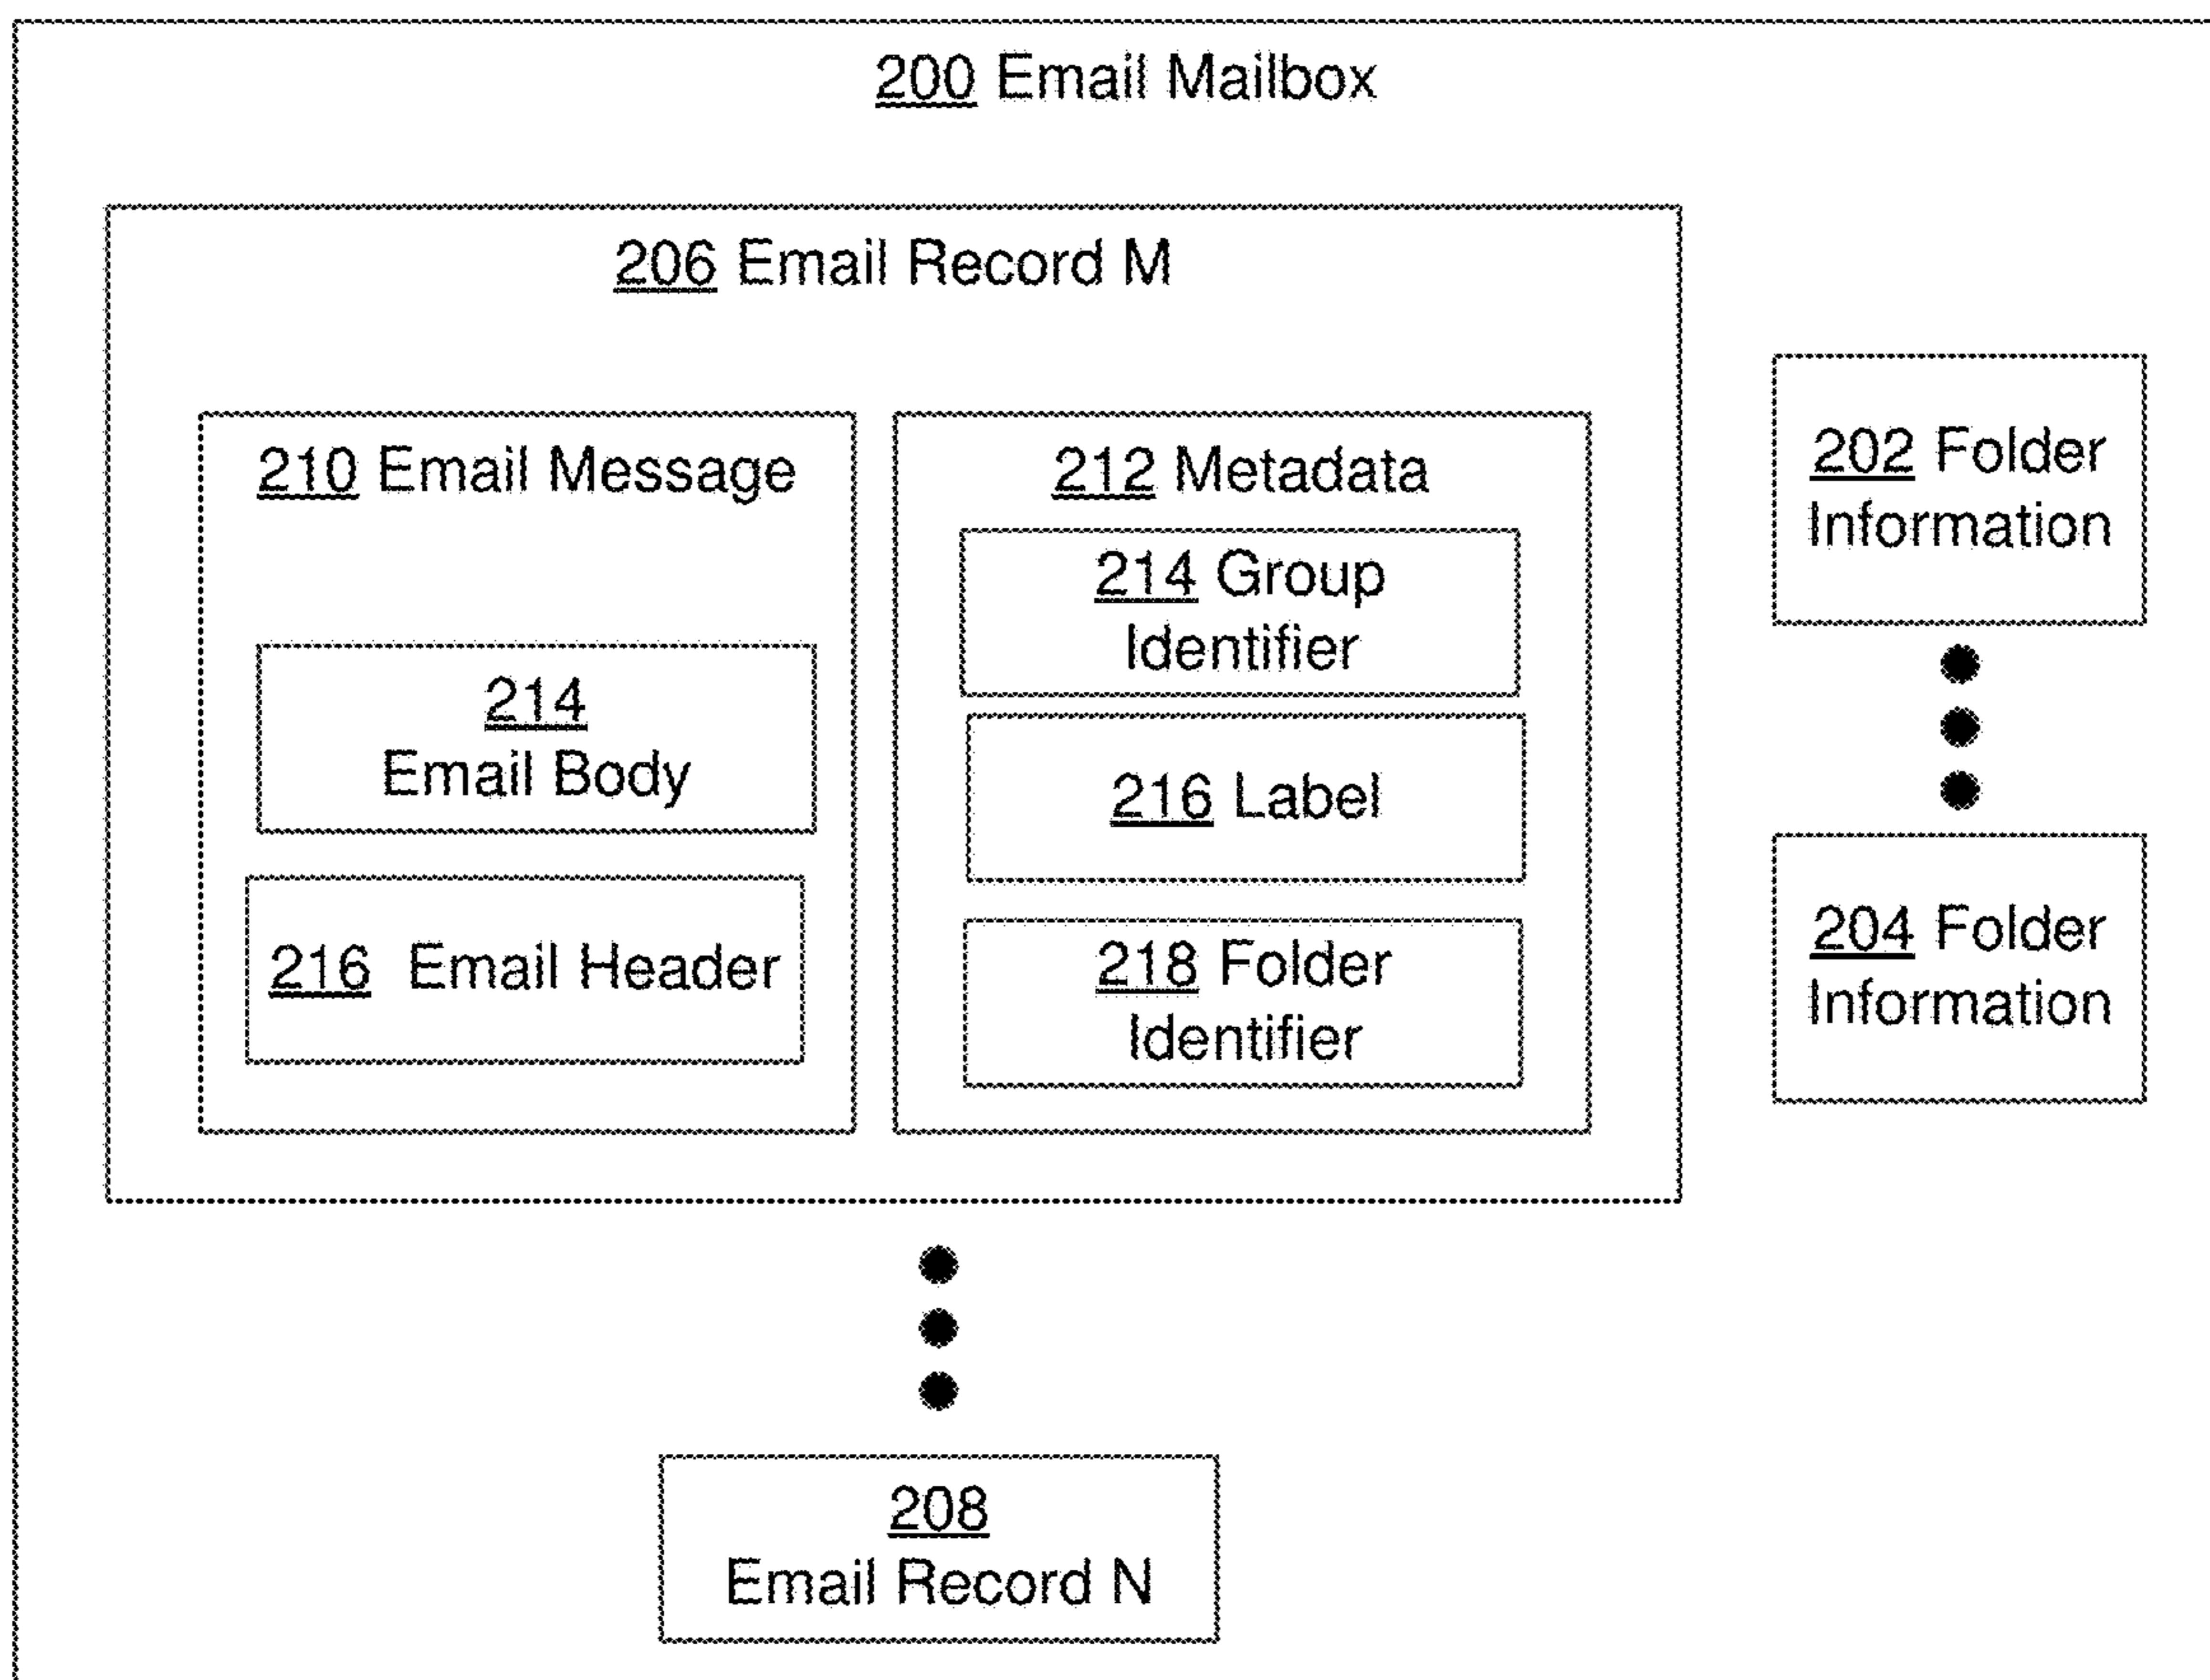 200 Email Mailbox
206 Email Record M
210 Email Message
214
Email Body
216 Email Header
212 Metadata
214 Group
Identifier
216 Label
218 Folder
Identifier
202 Folder
Information
204 Folder
Information
208
Email Record N